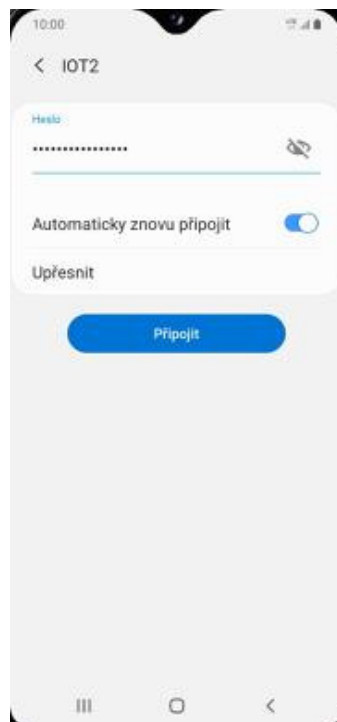 10:00
IOT2
Heslo
••••••••••••••••
Automaticky znovu připojit
Upřesnit
Připojit